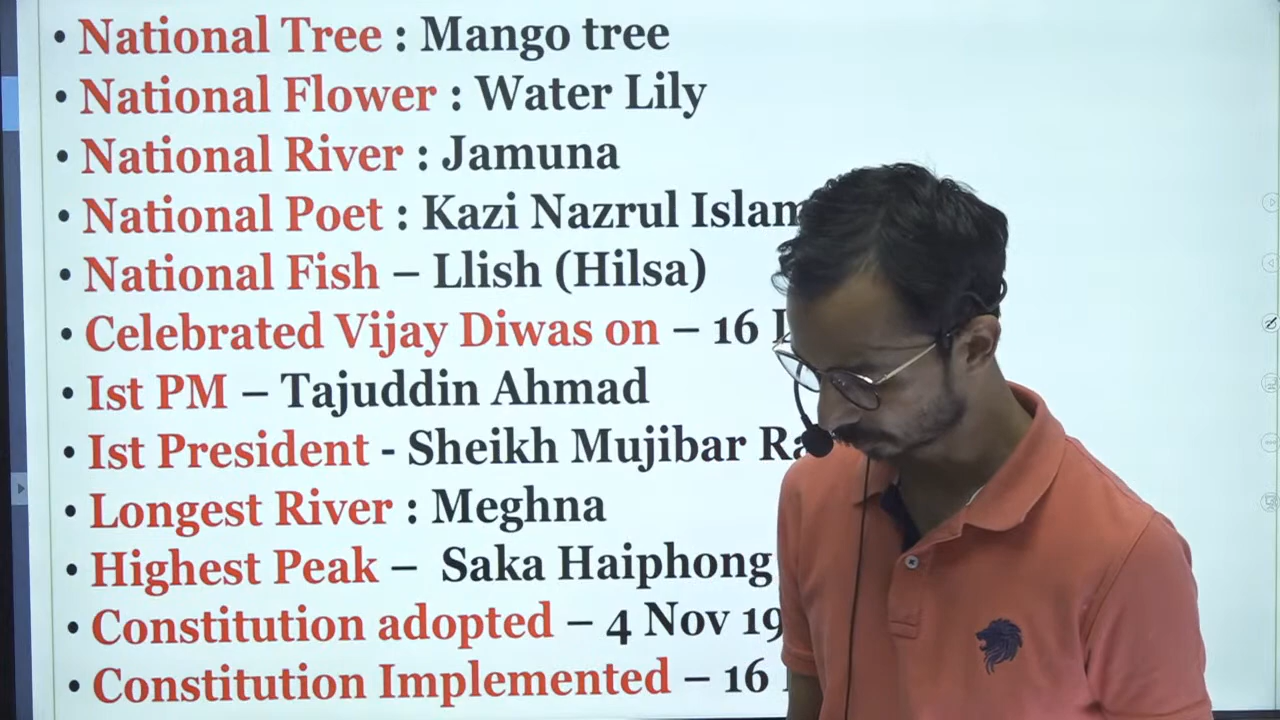 • National Tree : Mango tree
• National Flower : Water Lily
• National River : Jamuna
• National Poet : Kazi Nazrul Islam
• National Fish – Llish (Hilsa)
• Celebrated Vijay Diwas on – 16
• Ist PM – Tajuddin Ahmad
• Ist President - Sheikh Mujibar
• Longest River : Meghna
• Highest Peak – Saka Haiphong
• Constitution adopted – 4 Nov 19
• Constitution Implemented – 16